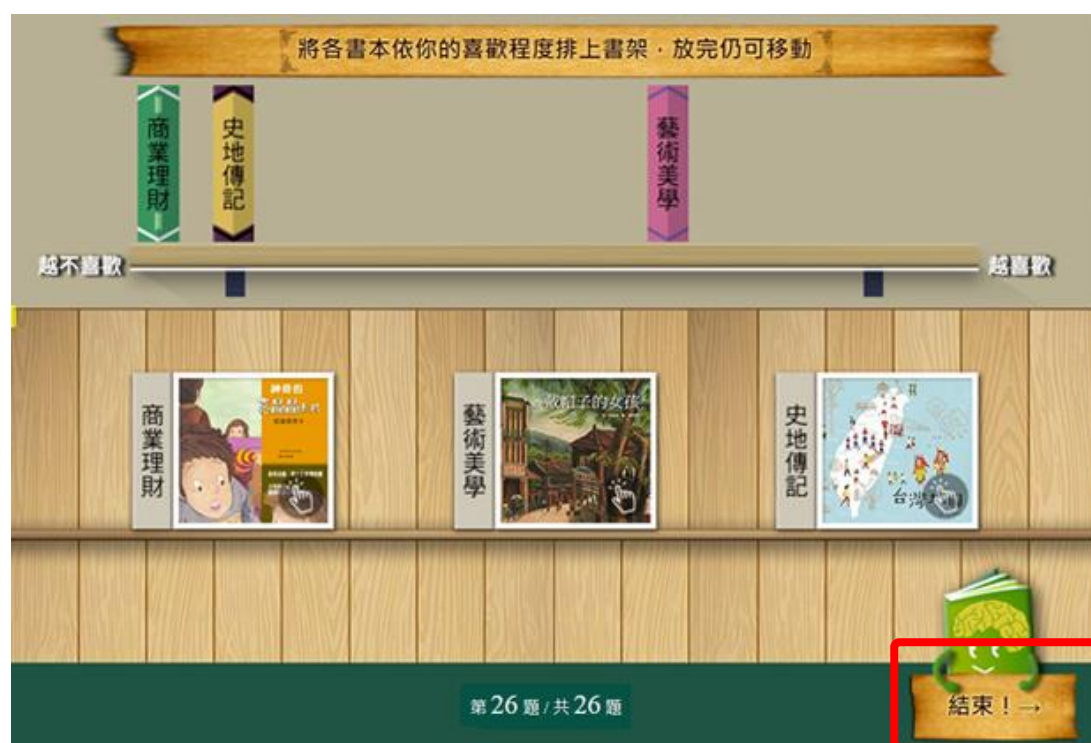 將各書本依你的喜歡程度排上書架，放完仍可移動
商業理財
史地傳記
藝術美學
越不喜歡
越喜歡
商業理財
神奇的
藝術美學
戴帽子的女孩
史地傳記
第26題/共26題
結束！→